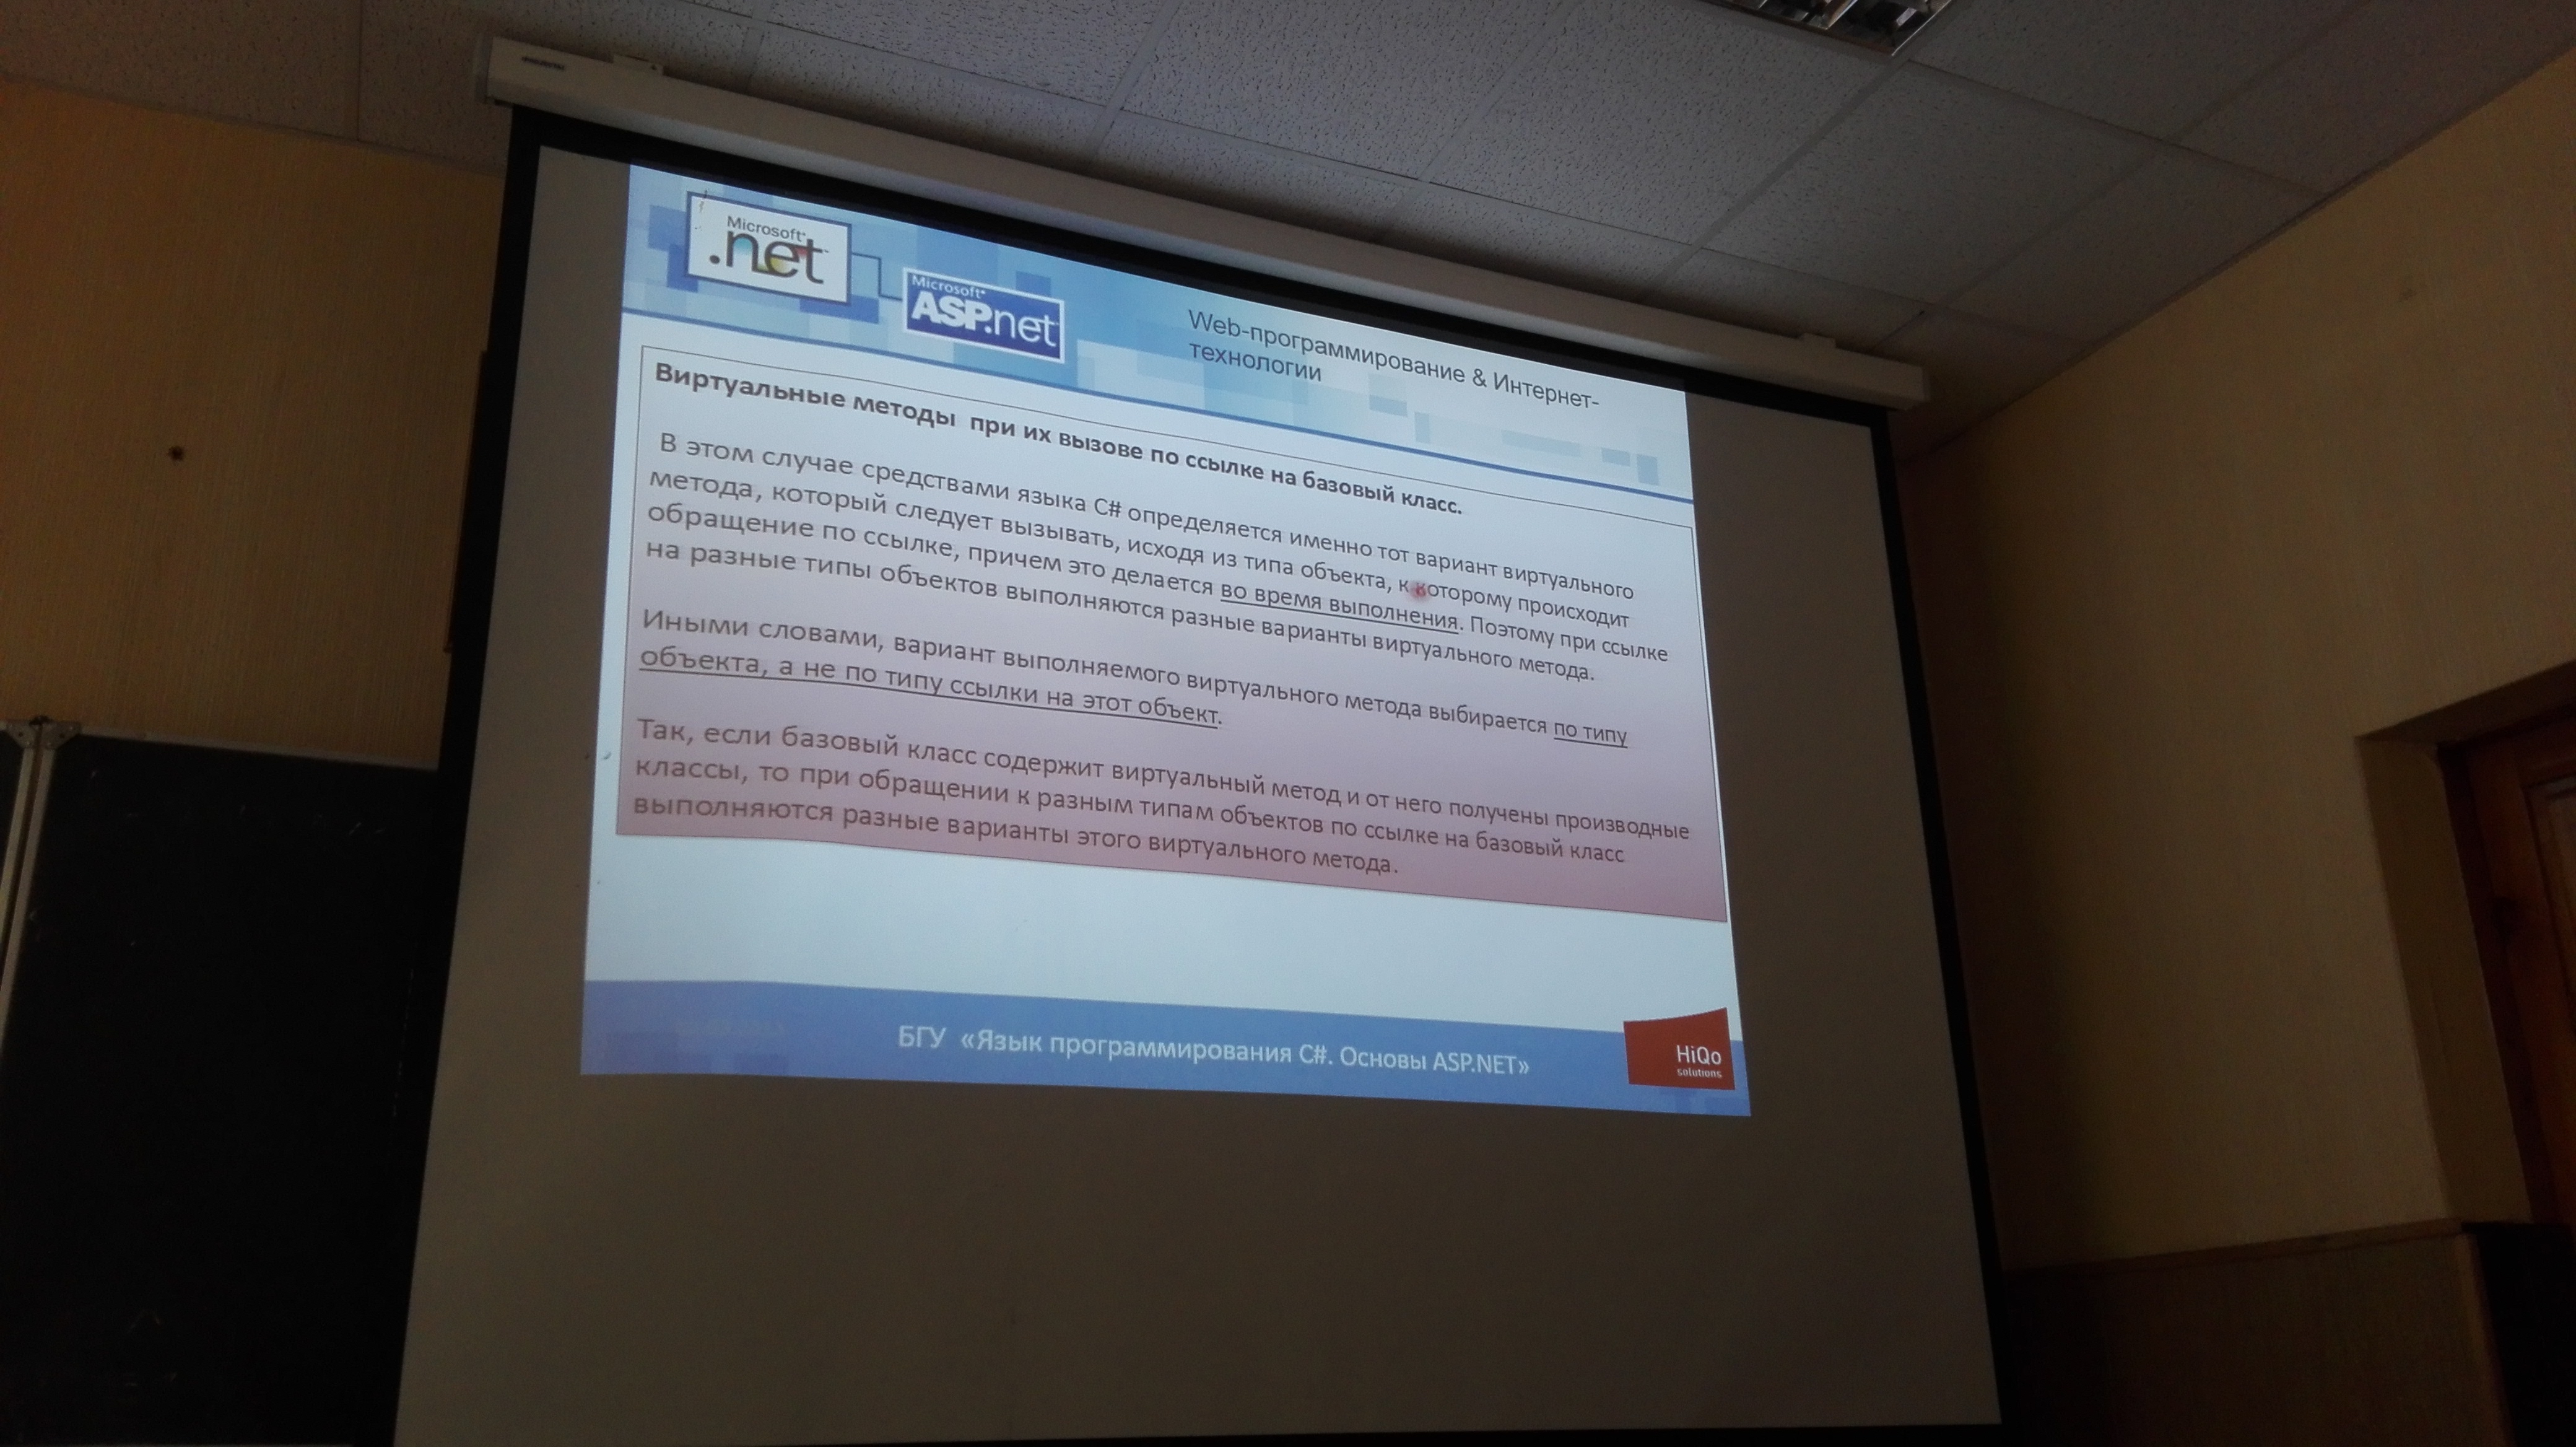 Microsoft
.net
Microsoft
ASP.net
Web-программирование & Интернет-
технологии
Виртуальные методы при их вызове по ссылке на базовый класс.
В этом случае средствами языка C# определяется именно тот вариант виртуального
метода, который следует вызывать, исходя из типа объекта, к которому происходит
обращение по ссылке, причем это делается во время выполнения. Поэтому при ссылке
на разные типы объектов выполняются разные варианты виртуального метода.
Иными словами, вариант выполняемого виртуального метода выбирается по типу
объекта, а не по типу ссылки на этот объект.
Так, если базовый класс содержит виртуальный метод и от него получены производные
классы, то при обращении к разным типам объектов по ссылке на базовый класс
выполняются разные варианты этого виртуального метода.
БГУ «Язык программирования C#. Основы ASP.NET»
HiQo
solutions